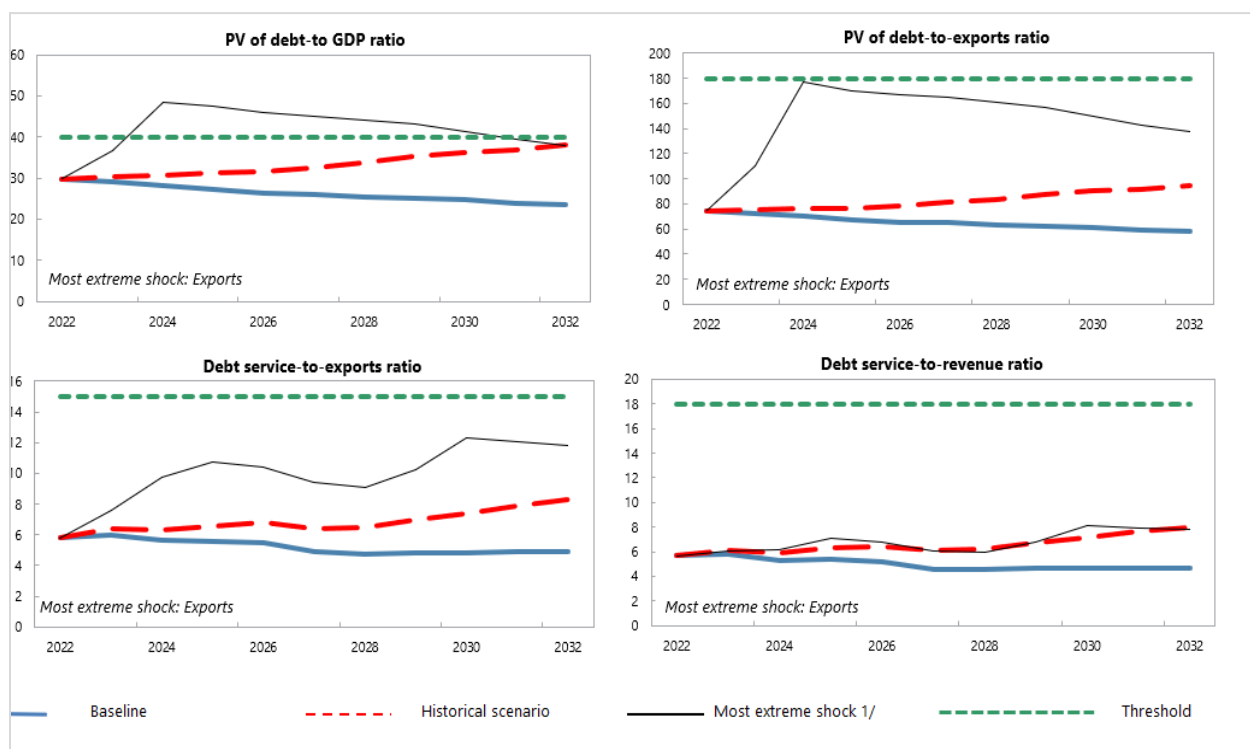 PV of debt-to GDP ratio
60
50
40
30
20
10
0
Most extreme shock: Exports
2022 2024 2026 2028 2030 2032
PV of debt-to-exports ratio
200
180
160
140
120
100
80
60
40
20
0
Most extreme shock: Exports
2022 2024 2026 2028 2030 2032
Debt service-to-exports ratio
16
14
12
10
8
6
4
2
0
Most extreme shock: Exports
2022 2024 2026 2028 2030 2032
Debt service-to-revenue ratio
20
18
16
14
12
10
8
6
4
2
0
Most extreme shock: Exports
2022 2024 2026 2028 2030 2032
Baseline Historical scenario Most extreme shock 1/ Threshold